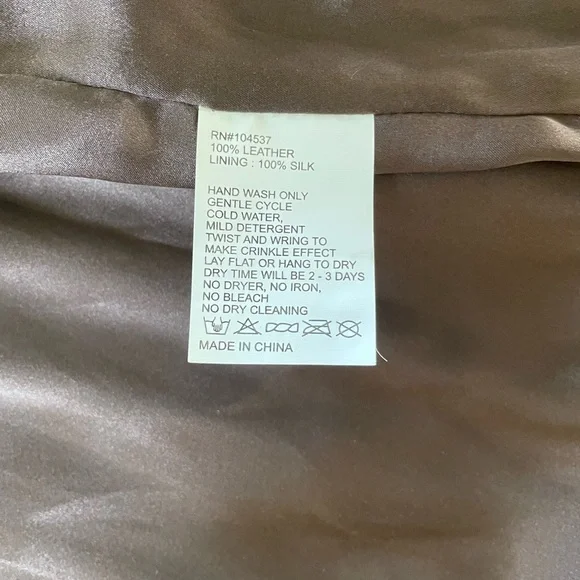 RN#104537
100% LEATHER
LINING : 100% SILK
HAND WASH ONLY
GENTLE CYCLE
COLD WATER,
MILD DETERGENT
TWIST AND WRING TO
MAKE CRINKLE EFFECT
LAY FLAT OR HANG TO DRY
DRY TIME WILL BE 2 - 3 DAYS
NO DRYER, NO IRON,
NO BLEACH
NO DRY CLEANING
MADE IN CHINA